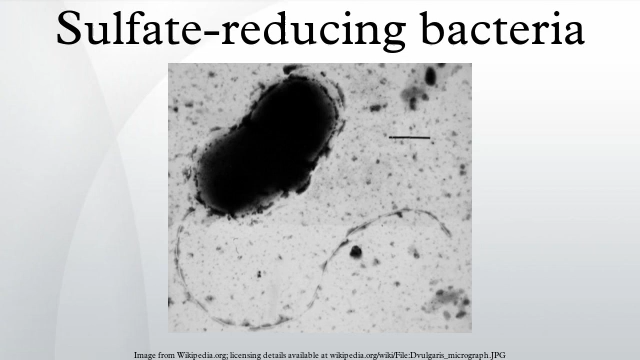 Sulfate-reducing bacteria
Image from Wikipedia.org; licensing details available at wikipedia.org/wiki/File:Dvulgaris_micrograph.JPG